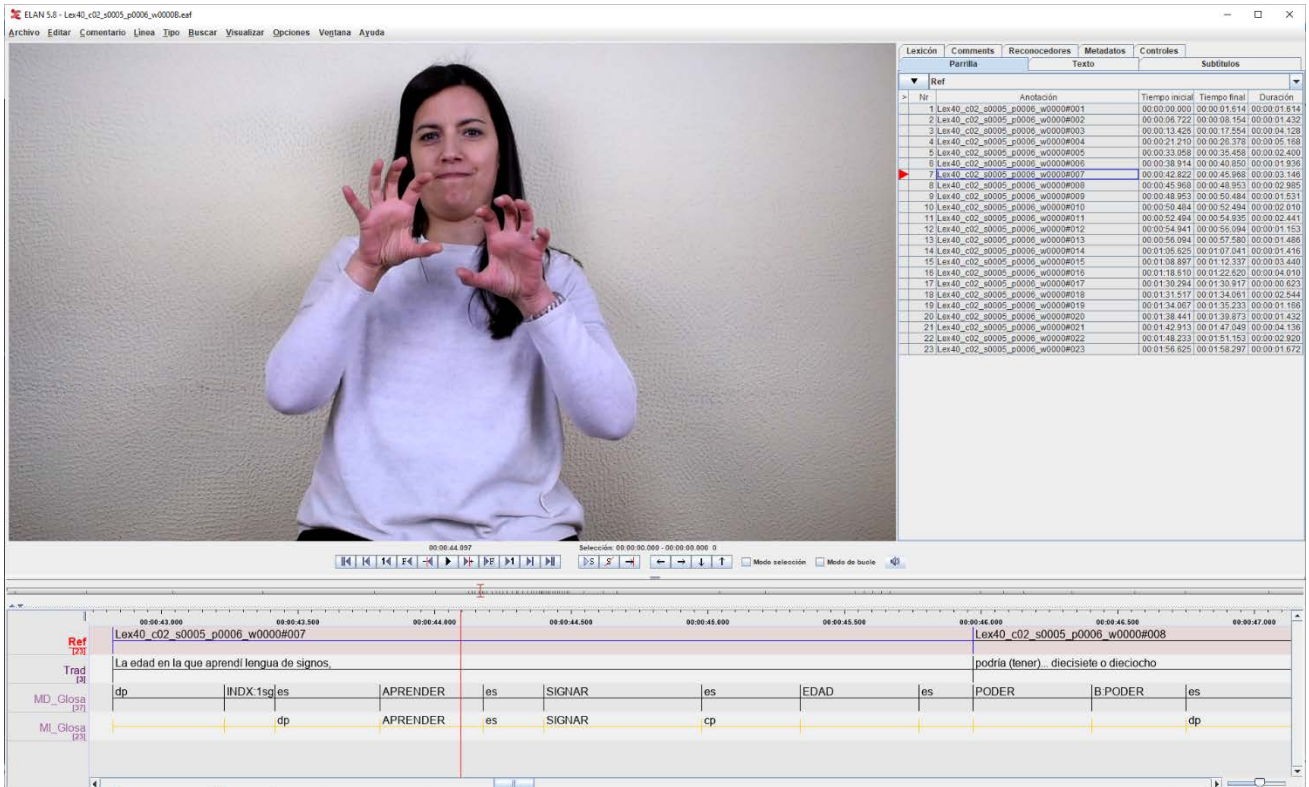 ELAN 5.8 - Lex40_c02_s0005_p0006_w0000B.eaf
Archivo Editar Comentario Línea Tipo Buscar Visualizar Opciones Ventana Ayuda
Lexicón Comments Reconocedores Metadatos Controles
Parrilla Texto Subtítulos
Ref
> Nr Anotación Tiempo inicial Tiempo final Duración
1 Lex40_c02_s0005_p0006_w0000#001 00:00:00.000 00:00:01.614 00:00:01.614
2 Lex40_c02_s0005_p0006_w0000#002 00:00:06.722 00:00:08.154 00:00:01.432
3 Lex40_c02_s0005_p0006_w0000#003 00:00:13.426 00:00:17.554 00:00:04.128
4 Lex40_c02_s0005_p0006_w0000#004 00:00:21.210 00:00:26.378 00:00:05.168
5 Lex40_c02_s0005_p0006_w0000#005 00:00:33.058 00:00:35.458 00:00:02.400
6 Lex40_c02_s0005_p0006_w0000#006 00:00:38.914 00:00:40.850 00:00:01.936
7 Lex40_c02_s0005_p0006_w0000#007 00:00:42.822 00:00:45.968 00:00:03.146
8 Lex40_c02_s0005_p0006_w0000#008 00:00:45.968 00:00:48.953 00:00:02.985
9 Lex40_c02_s0005_p0006_w0000#009 00:00:48.953 00:00:50.484 00:00:01.531
10 Lex40_c02_s0005_p0006_w0000#010 00:00:50.484 00:00:52.494 00:00:02.010
11 Lex40_c02_s0005_p0006_w0000#011 00:00:52.494 00:00:54.935 00:00:02.441
12 Lex40_c02_s0005_p0006_w0000#012 00:00:54.941 00:00:56.094 00:00:01.153
13 Lex40_c02_s0005_p0006_w0000#013 00:00:56.094 00:00:57.580 00:00:01.486
14 Lex40_c02_s0005_p0006_w0000#014 00:01:05.625 00:01:07.041 00:00:01.416
15 Lex40_c02_s0005_p0006_w0000#015 00:01:08.897 00:01:12.337 00:00:03.440
16 Lex40_c02_s0005_p0006_w0000#016 00:01:18.610 00:01:22.620 00:00:04.010
17 Lex40_c02_s0005_p0006_w0000#017 00:01:30.294 00:01:30.917 00:00:00.623
18 Lex40_c02_s0005_p0006_w0000#018 00:01:31.517 00:01:34.061 00:00:02.544
19 Lex40_c02_s0005_p0006_w0000#019 00:01:34.067 00:01:35.233 00:00:01.166
20 Lex40_c02_s0005_p0006_w0000#020 00:01:38.441 00:01:39.873 00:00:01.432
21 Lex40_c02_s0005_p0006_w0000#021 00:01:42.913 00:01:47.049 00:00:04.136
22 Lex40_c02_s0005_p0006_w0000#022 00:01:48.233 00:01:51.153 00:00:02.920
23 Lex40_c02_s0005_p0006_w0000#023 00:01:56.625 00:01:58.297 00:00:01.672
00:00:44.097 Selección: 00:00:00.000 - 00:00:00.000 0
Modo selección Modo de bucle
00:00:43.000 00:00:43.500 00:00:44.000 00:00:44.500 00:00:45.000 00:00:45.500 00:00:46.000 00:00:46.500 00:00:47.000
Ref [23] Lex40_c02_s0005_p0006_w0000#007 Lex40_c02_s0005_p0006_w0000#008
Trad [3] La edad en la que aprendí lengua de signos, podría (tener)... diecisiete o dieciocho
MD_Glosa [37] dp INDX:1sg es APRENDER es SIGNAR es EDAD es PODER B:PODER es
MI_Glosa [23] dp APRENDER es SIGNAR cp dp